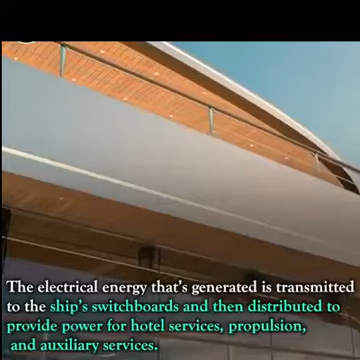 The electrical energy that's generated is transmitted
to the ship's switchboards and then distributed to
provide power for hotel services, propulsion,
and auxiliary services.